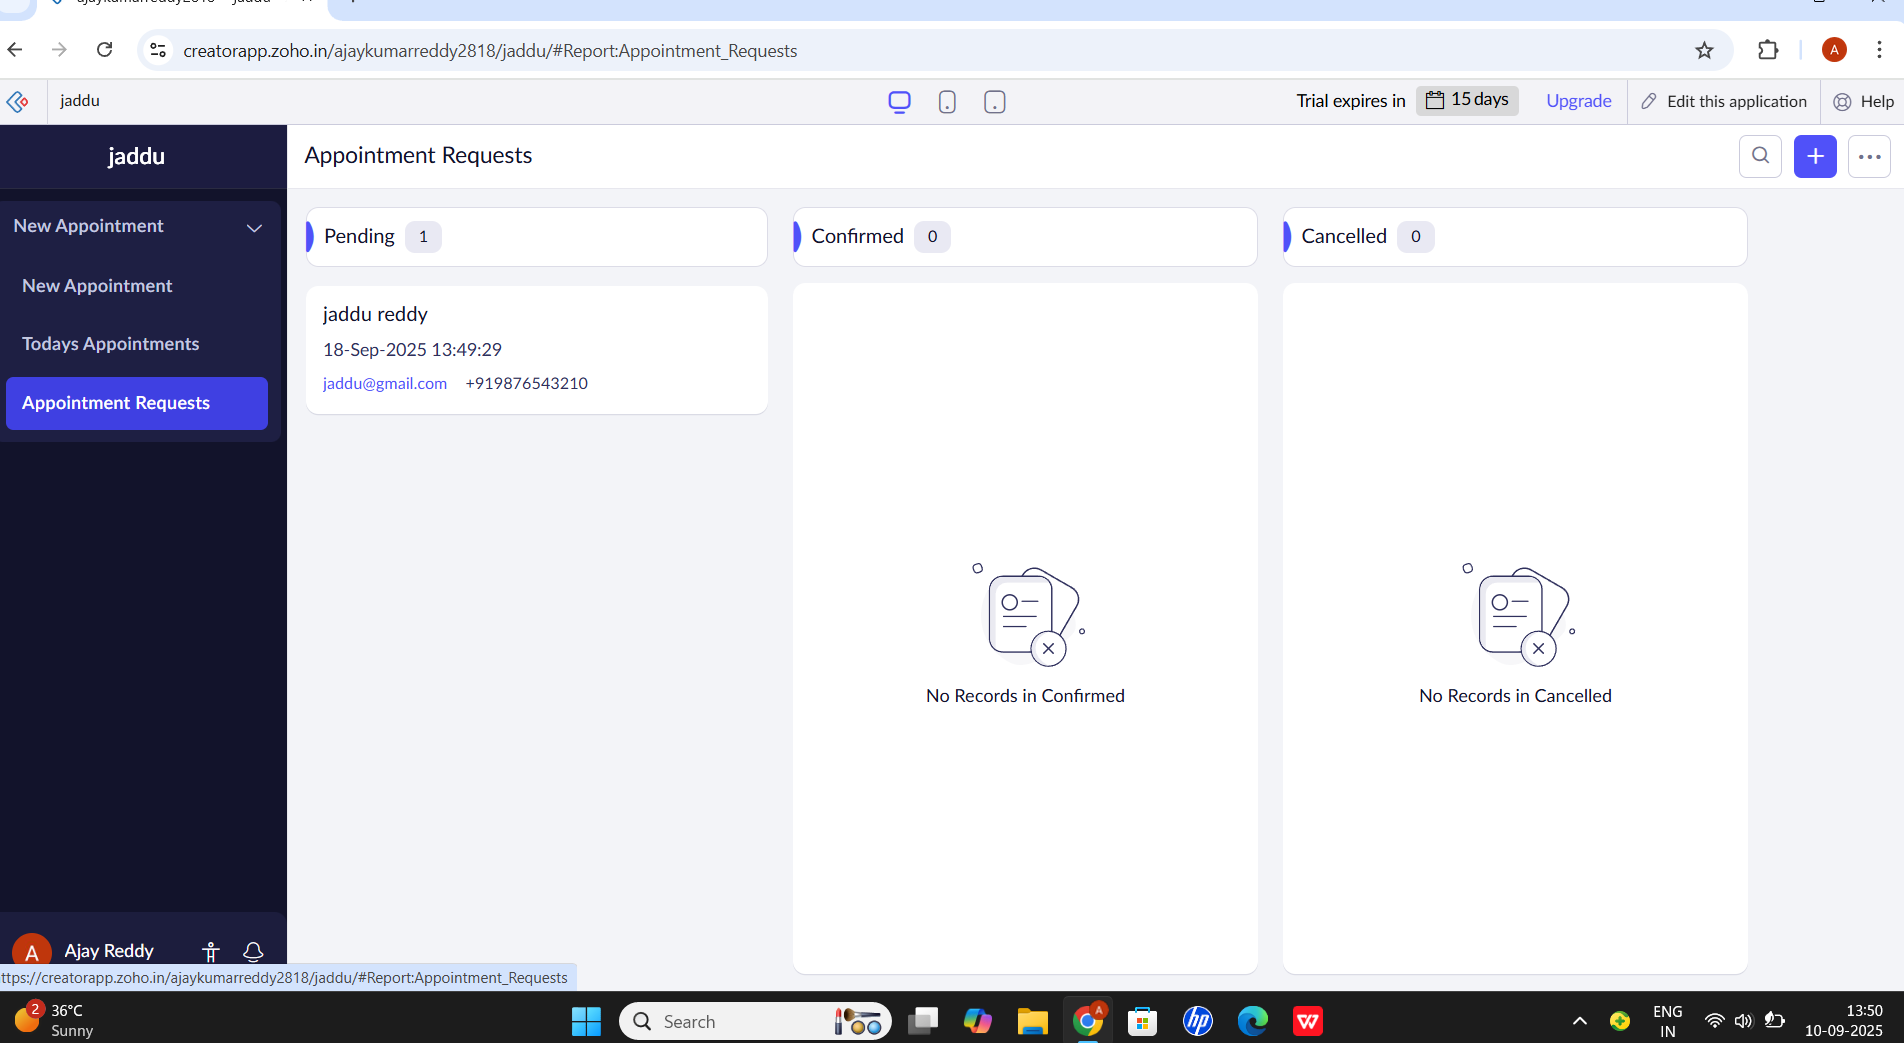 creatorapp.zoho.in/ajaykumarreddy2818/jaddu/#Report:Appointment_Requests
A
jaddu
Trial expires in
15 days
Upgrade
Edit this application
Help
jaddu
Appointment Requests
New Appointment
New Appointment
Todays Appointments
Appointment Requests
Pending 1
Confirmed 0
Cancelled 0
jaddu reddy
18-Sep-2025 13:49:29
jaddu@gmail.com +919876543210
No Records in Confirmed
No Records in Cancelled
A
Ajay Reddy
ttps://creatorapp.zoho.in/ajaykumarreddy2818/jaddu/#Report:Appointment_Requests
2
36°C
Sunny
Search
A
hp
W
ENG
IN
13:50
10-09-2025